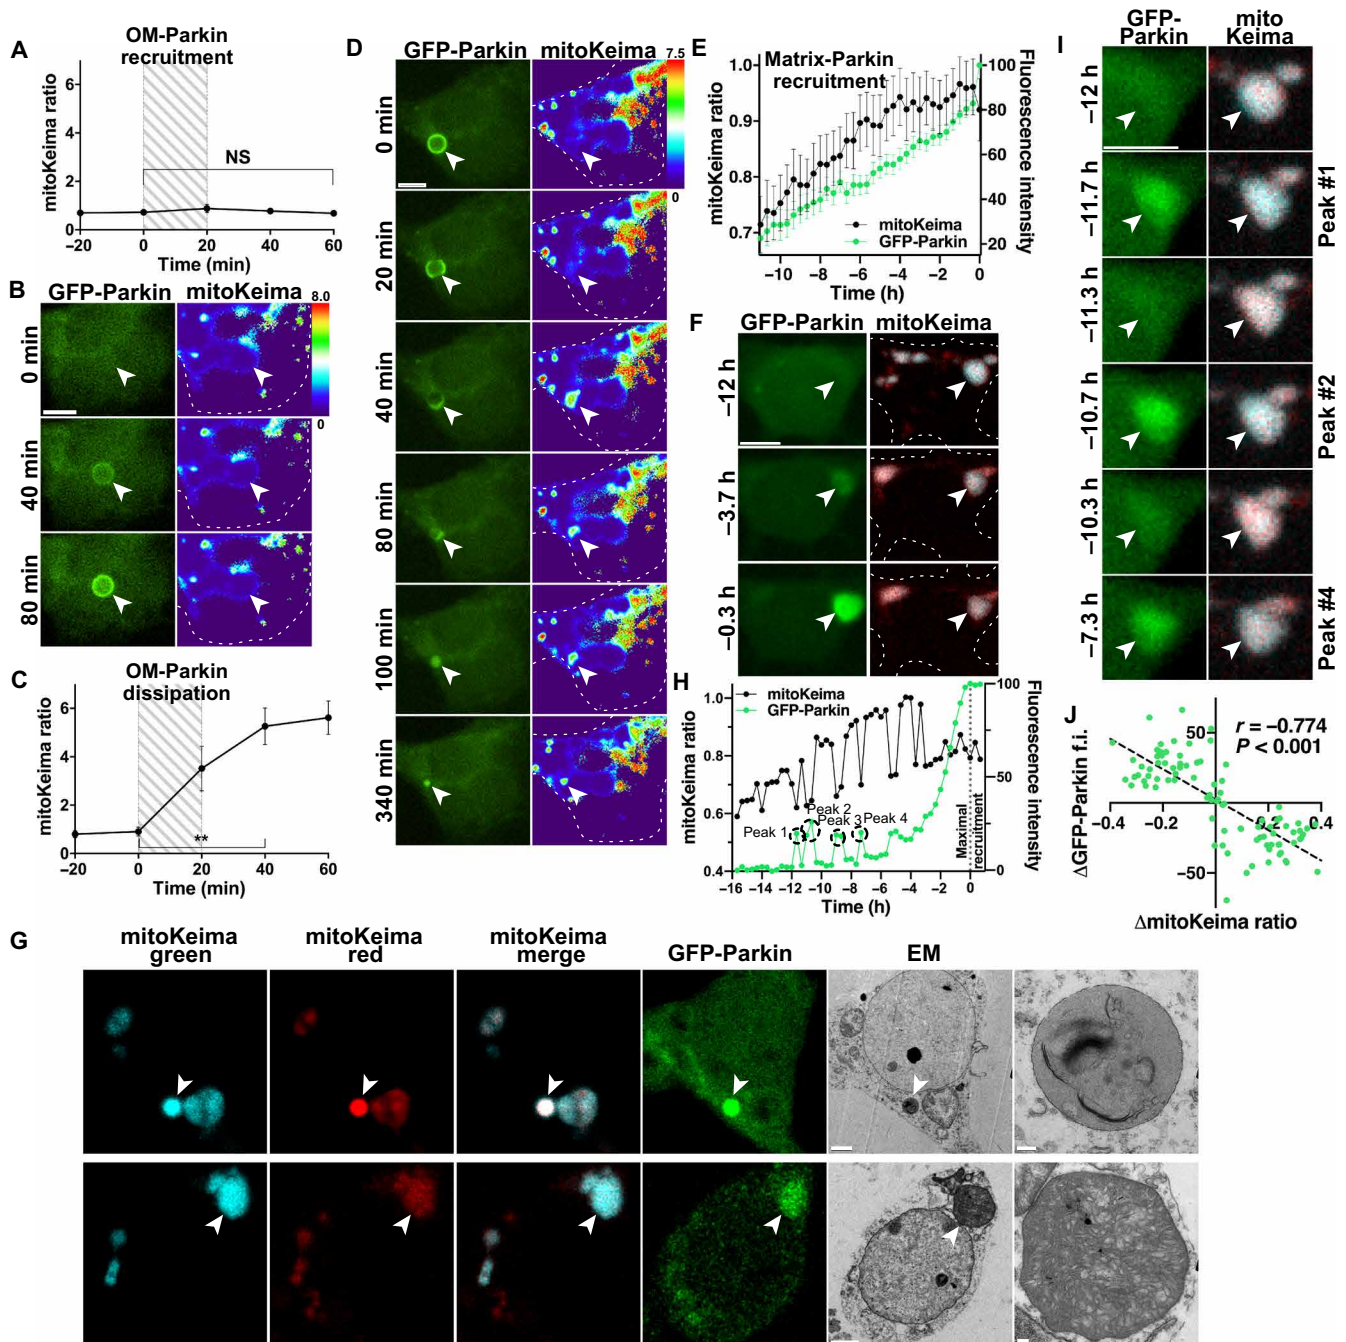 A
OM-Parkin
recruitment
mitoKeima ratio
6
4
2
0
NS
−20
0
20
40
60
Time (min)
B
GFP-Parkin
mitoKeima
8.0
0
0 min
40 min
80 min
C
OM-Parkin
dissipation
mitoKeima ratio
6
4
2
0
**
−20
0
20
40
60
Time (min)
D
GFP-Parkin
mitoKeima
7.5
0
0 min
20 min
40 min
80 min
100 min
340 min
E
Matrix-Parkin
recruitment
mitoKeima ratio
1.0
0.9
0.8
0.7
Fluorescence intensity
100
80
60
40
20
mitoKeima
GFP-Parkin
−10
−8
−6
−4
−2
0
Time (h)
F
GFP-Parkin
mitoKeima
−12 h
−3.7 h
−0.3 h
H
mitoKeima
GFP-Parkin
mitoKeima ratio
1.0
0.8
0.6
0.4
Fluorescence intensity
100
50
0
Peak 1
Peak 2
Peak 3
Peak 4
Maximal
recruitment
−16
−14
−12
−10
−8
−6
−4
−2
0
Time (h)
I
GFP-
Parkin
mito
Keima
−12 h
−11.7 h
Peak #1
−11.3 h
−10.7 h
Peak #2
−10.3 h
−7.3 h
Peak #4
J
r = −0.774
P < 0.001
ΔGFP-Parkin f.i.
50
−50
−0.4
−0.2
0.2
0.4
ΔmitoKeima ratio
G
mitoKeima
green
mitoKeima
red
mitoKeima
merge
GFP-Parkin
EM